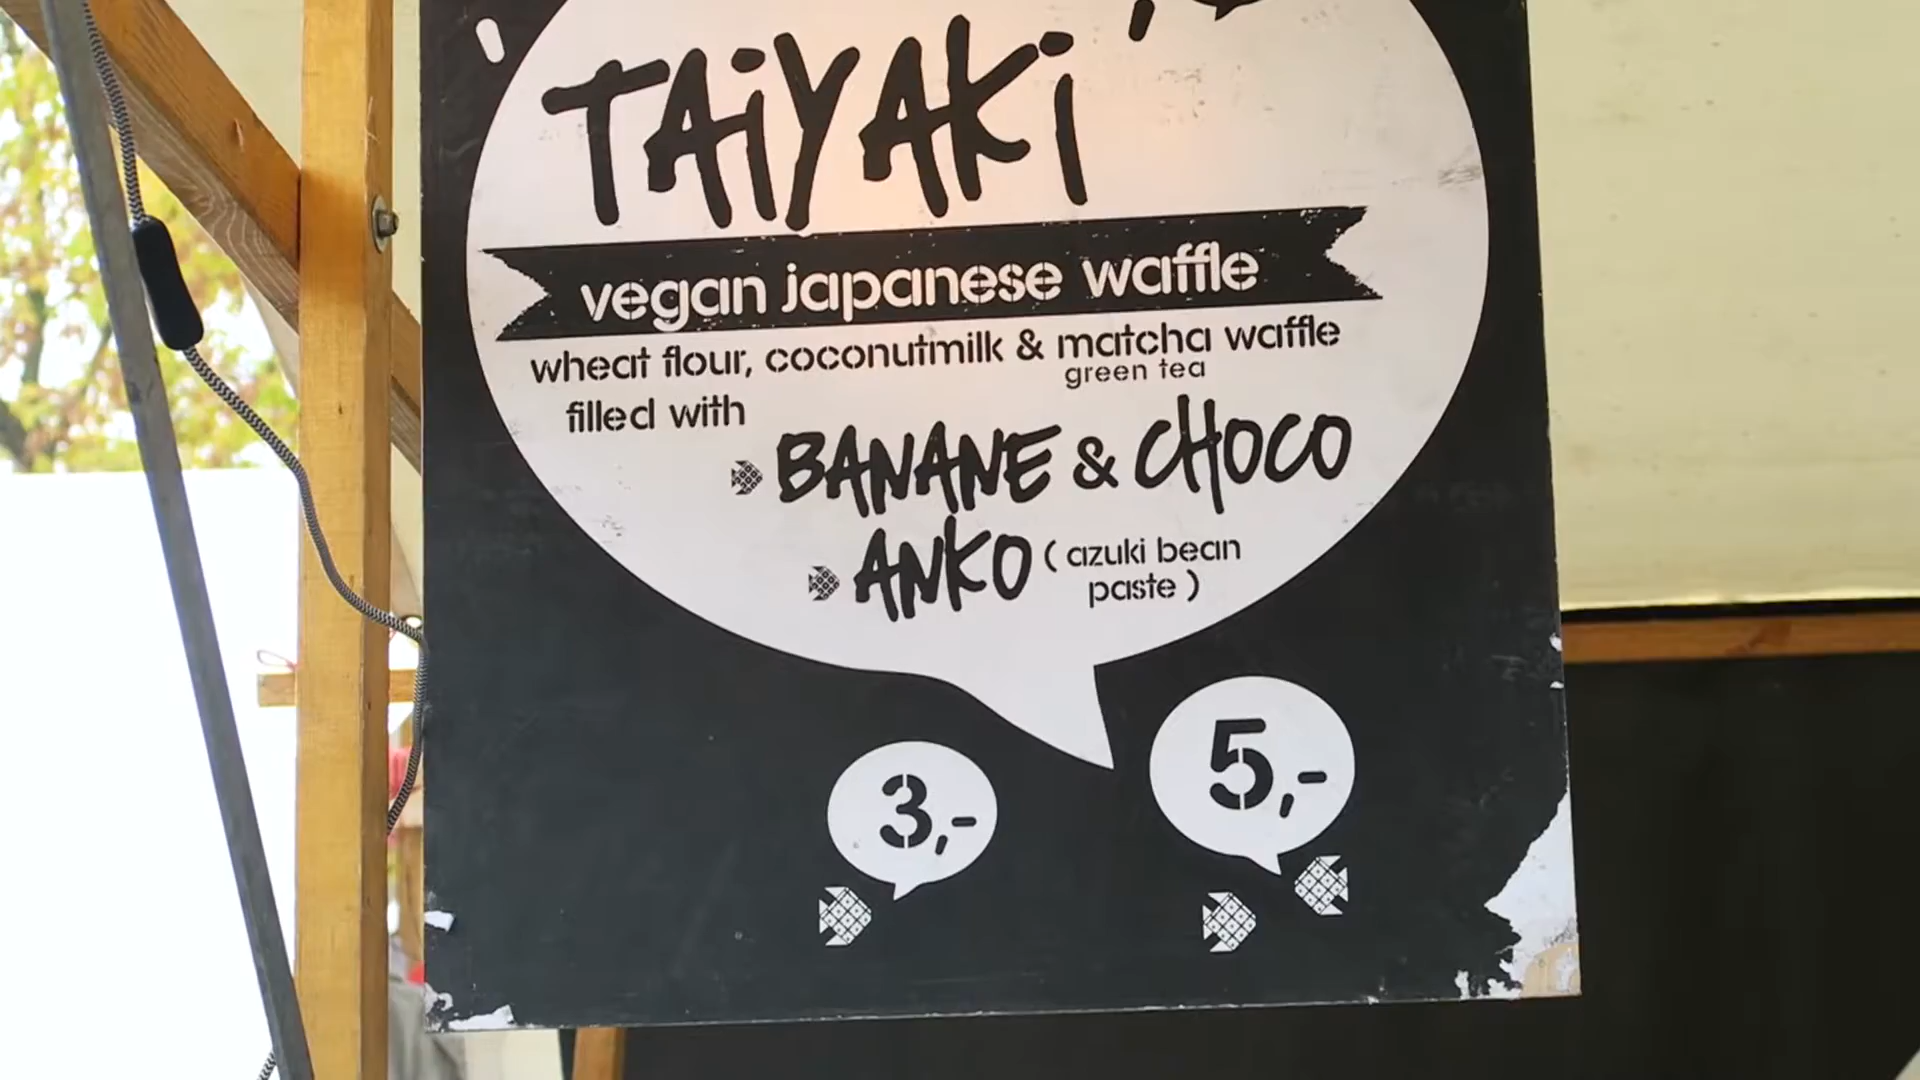 TAiYAKi
vegan japanese waffle
wheat flour, coconutmilk & matcha waffle
green tea
filled with
BANANE & CHOCO
ANKO ( azuki bean
paste )
3,-
5,-